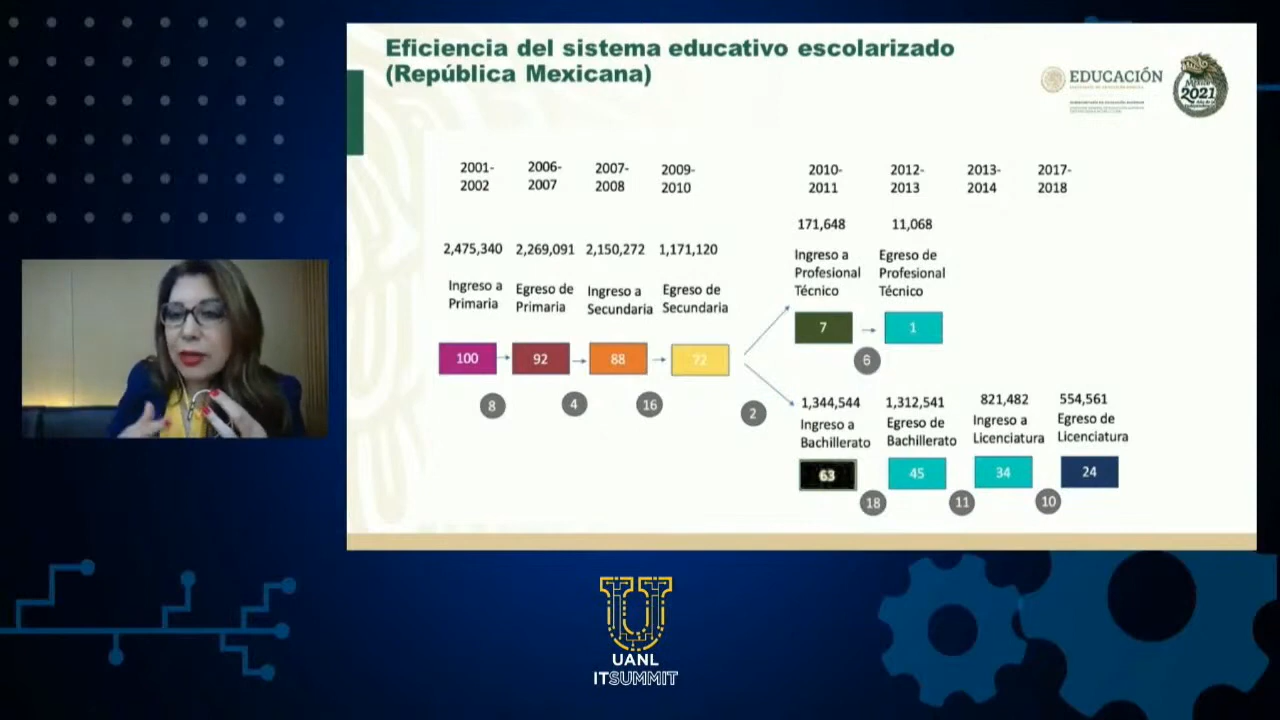 Eficiencia del sistema educativo escolarizado
(República Mexicana)
EDUCACIÓN
México
2021
2001-
2002
2006-
2007
2007-
2008
2009-
2010
2010-
2011
2012-
2013
2013-
2014
2017-
2018
171,648
11,068
2,475,340
2,269,091
2,150,272
1,171,120
Ingreso a
Primaria
Egreso de
Primaria
Ingreso a
Secundaria
Egreso de
Secundaria
Ingreso a
Profesional
Técnico
Egreso de
Profesional
Técnico
7
1
6
100
92
88
72
8
4
16
2
1,344,544
1,312,541
821,482
554,561
Ingreso a
Bachillerato
Egreso de
Bachillerato
Ingreso a
Licenciatura
Egreso de
Licenciatura
63
45
34
24
18
11
10
UANL
ITSUMMIT